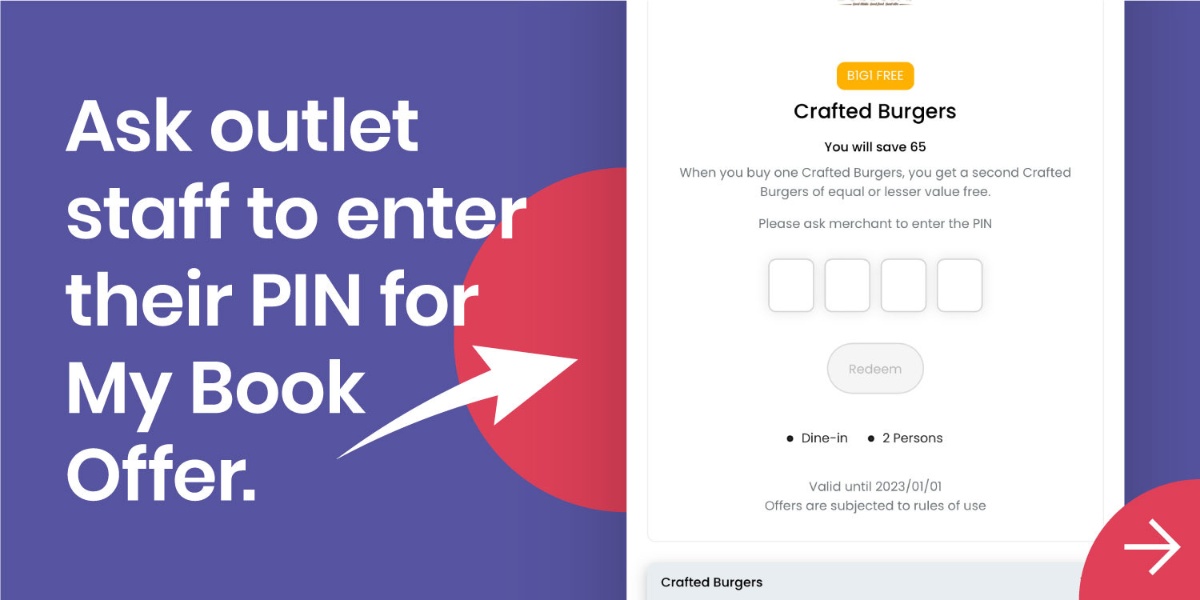 Ask outlet
staff to enter
their PIN for
My Book
Offer.
B1G1 FREE
Crafted Burgers
You will save 65
When you buy one Crafted Burgers, you get a second Crafted
Burgers of equal or lesser value free.
Please ask merchant to enter the PIN
Redeem
Dine-in
2 Persons
Valid until 2023/01/01
Offers are subjected to rules of use
Crafted Burgers